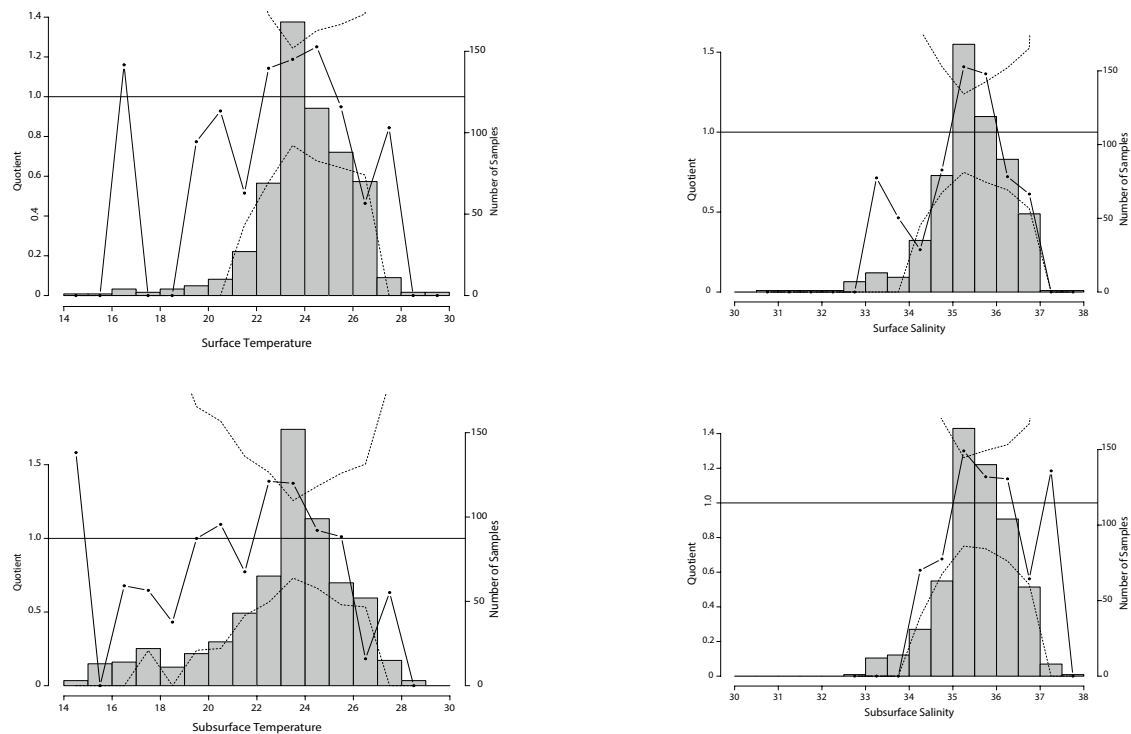 1.4
1.0
0.8
0.6
0.4
0.2
0
Quotient
150
100
50
0
Number of Samples
14 16 18 20 22 24 26 28 30
Surface Temperature
1.5
1.0
0.5
0
Quotient
150
100
50
0
Number of Samples
30 31 32 33 34 35 36 37 38
Surface Salinity
1.5
1.0
0.5
0
Quotient
150
100
50
0
Number of Samples
14 16 18 20 22 24 26 28 30
Subsurface Temperature
1.4
1.2
1.0
0.8
0.6
0.4
0.2
0
Quotient
150
100
50
0
Number of Samples
30 31 32 33 34 35 36 37 38
Subsurface Salinity